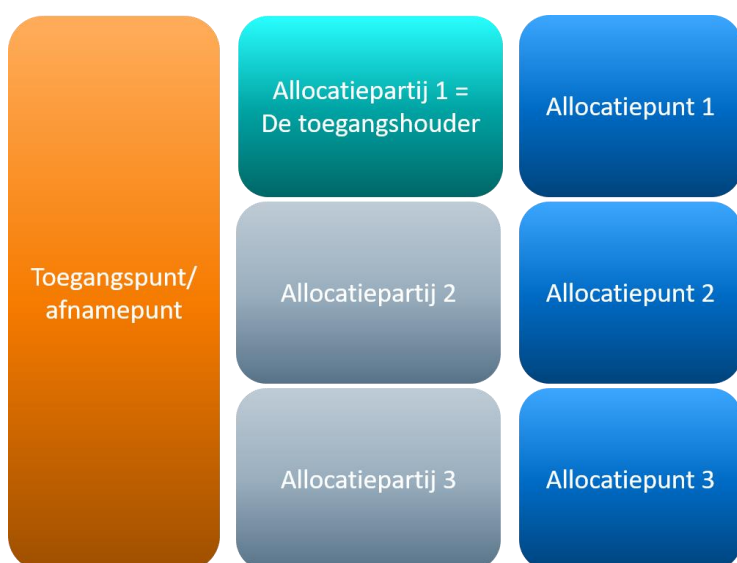 Toegangspunt/
afnamepunt
Allocatiepartij 1 =
De toegangshouder
Allocatiepunt 1
Allocatiepartij 2
Allocatiepunt 2
Allocatiepartij 3
Allocatiepunt 3